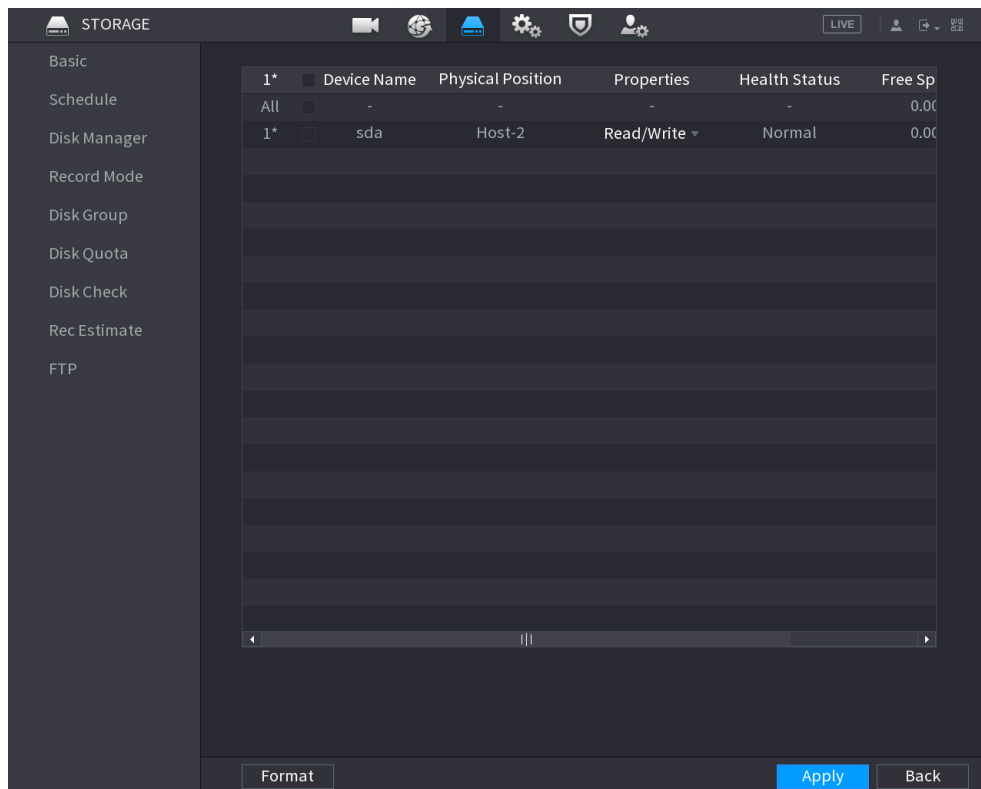 STORAGE LIVE
Basic
Schedule
Disk Manager
Record Mode
Disk Group
Disk Quota
Disk Check
Rec Estimate
FTP
1* Device Name Physical Position Properties Health Status Free Sp
All - - - - 0.00
1* sda Host-2 Read/Write Normal 0.00
Format Apply Back